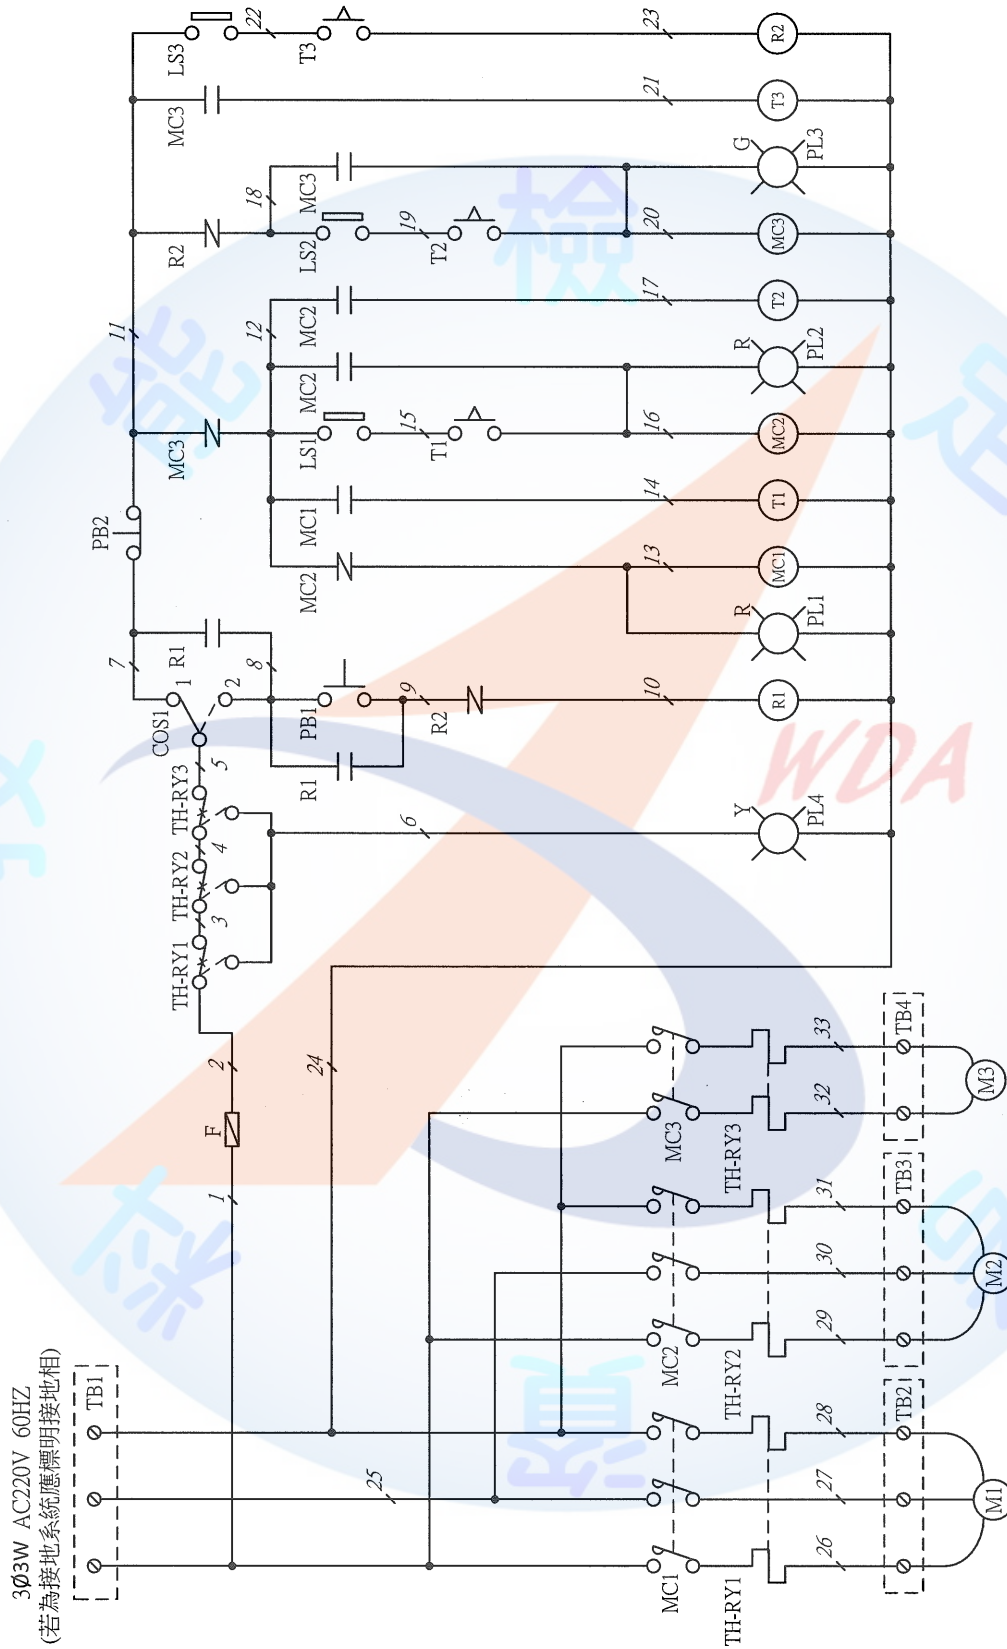 3Ø3W AC220V 60HZ
(若為接地系統應標明接地相)
TB1
1
F
2
24
25
TH-RY1
TH-RY2
TH-RY3
3
4
5
6
COS1
1
2
7
R1
8
PB2
11
MC3
R2
MC3
LS3
22
T3
23
R1
PB1
9
R2
10
MC2
13
MC1
14
LS1
15
T1
16
MC2
12
MC2
17
LS2
19
T2
20
18
MC3
21
Y
PL4
R1
R
PL1
MC1
T1
MC2
R
PL2
T2
MC3
G
PL3
T3
R2
MC1
MC2
MC3
TH-RY1
TH-RY2
TH-RY3
26
27
28
29
30
31
32
33
TB2
TB3
TB4
M1
M2
M3
能
檢
WDA